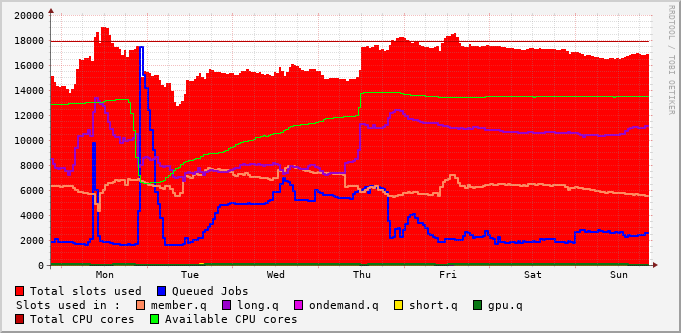 20000
18000
16000
14000
12000
10000
8000
6000
4000
2000
0
Mon Tue Wed Thu Fri Sat Sun
RRDTOOL / TOBI OETIKER
Total slots used Queued Jobs
Slots used in : member.q long.q ondemand.q short.q gpu.q
Total CPU cores Available CPU cores